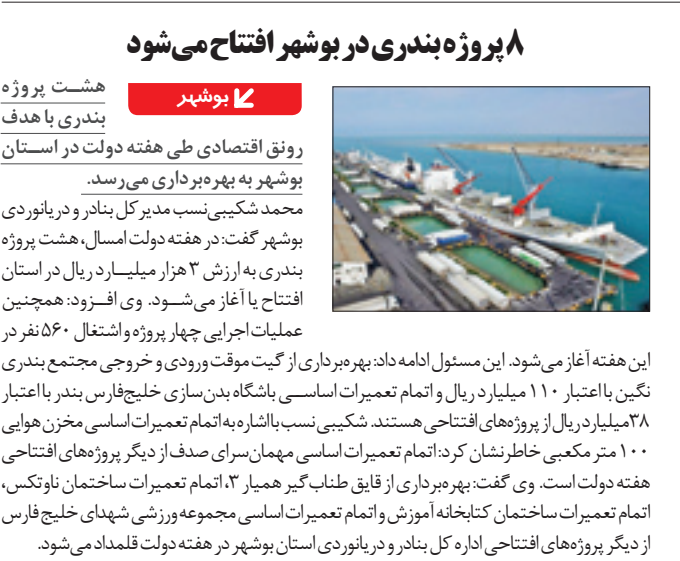 ۸ پروژه بندری در بوشهر افتتاح می‌شود
بوشهر
هشت پروژه
بندری با هدف
رونق اقتصادی طی هفته دولت در استان
بوشهر به بهره‌برداری می‌رسد.
محمد شکیبی‌نسب مدیر کل بنادر و دریانوردی
بوشهر گفت: در هفته دولت امسال، هشت پروژه
بندری به ارزش ۳ هزار میلیارد ریال در استان
افتتاح یا آغاز می‌شود. وی افزود: همچنین
عملیات اجرایی چهار پروژه و اشتغال ۵۶۰ نفر در
این هفته آغاز می‌شود. این مسئول ادامه داد: بهره‌برداری از گیت موقت ورودی و خروجی مجتمع بندری
نگین با اعتبار ۱۱۰ میلیارد ریال و اتمام تعمیرات اساسی باشگاه بدن‌سازی خلیج‌فارس بندر با اعتبار
۳۸ میلیارد ریال از پروژه‌های افتتاحی هستند. شکیبی‌نسب با اشاره به اتمام تعمیرات اساسی مخزن هوایی
۱۰۰ متر مکعبی خاطرنشان کرد: اتمام تعمیرات اساسی مهمان‌سرای صدف از دیگر پروژه‌های افتتاحی
هفته دولت است. وی گفت: بهره‌برداری از قایق طناب گیر همیار ۳، اتمام تعمیرات ساختمان ناوتکس،
اتمام تعمیرات ساختمان کتابخانه آموزش و اتمام تعمیرات اساسی مجموعه ورزشی شهدای خلیج فارس
از دیگر پروژه‌های افتتاحی اداره کل بنادر و دریانوردی استان بوشهر در هفته دولت قلمداد می‌شود.